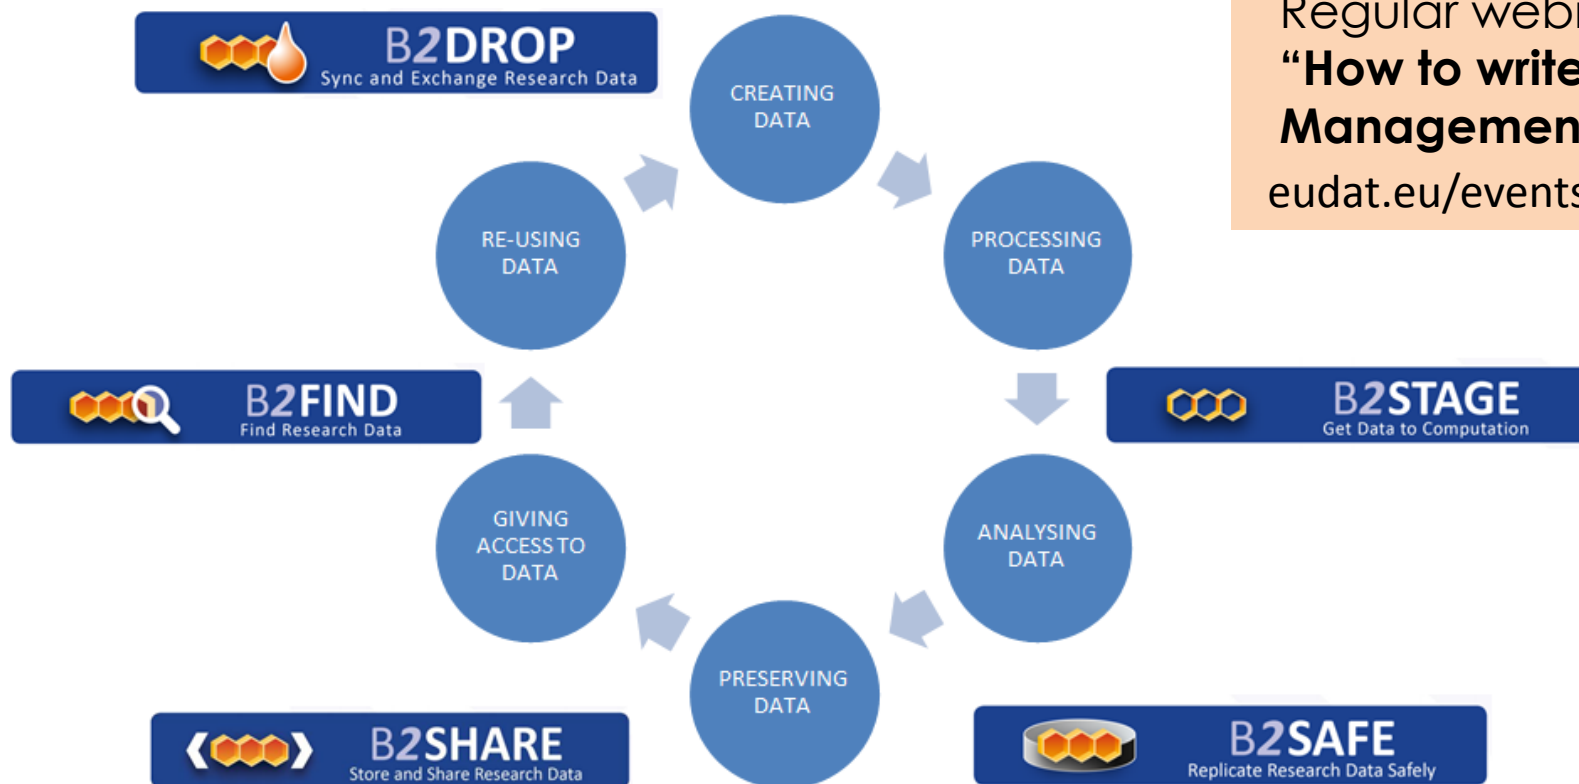 B2DROP
Sync and Exchange Research Data
CREATING
DATA
Regular
“How to write
eudat.eu/events
RE-USING
DATA
PROCESSING
DATA
B2FIND
Find Research Data
B2STAGE
Get Data to Computation
GIVING
ACCESS TO
DATA
ANALYSING
DATA
PRESERVING
DATA
B2SHARE
Store and Share Research Data
B2SAFE
Replicate Research Data Safely